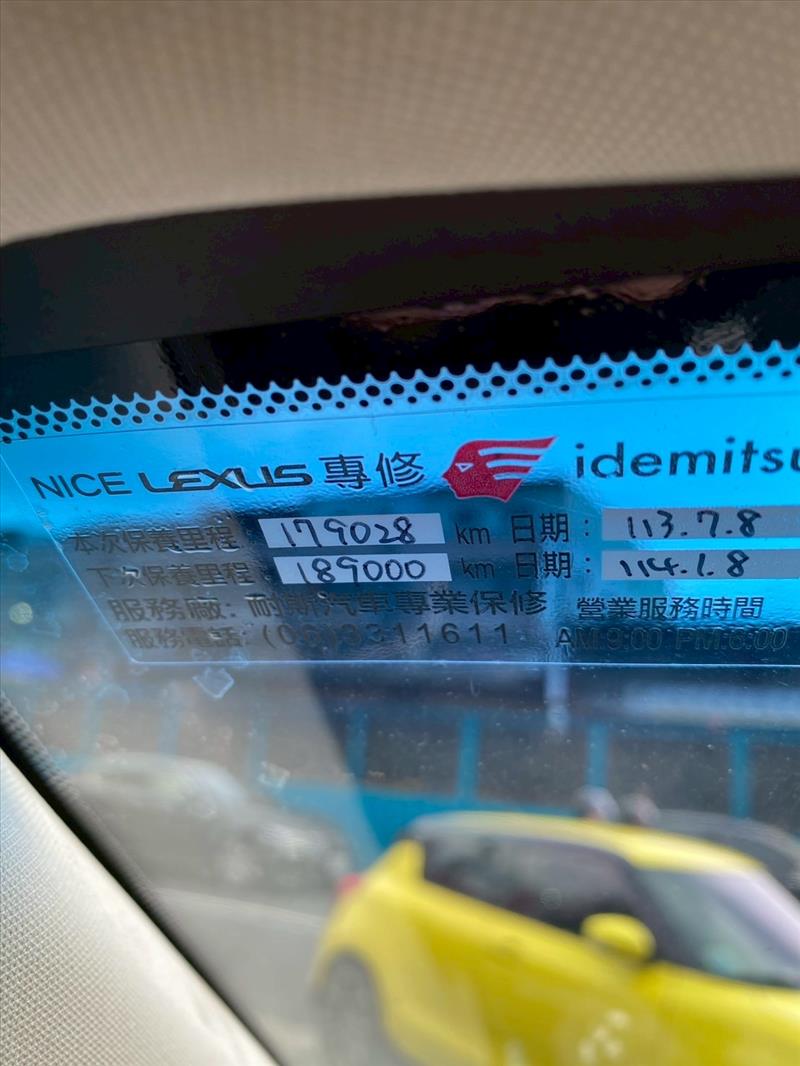 NICE LEXUS 專修 idemitsu
本次保養里程: 179028 km 日期: 113.7.8
下次保養里程: 189000 km 日期: 114.1.8
服務廠: 耐斯汽車專業保修 營業服務時間
服務電話: (06)3311611 AM:9:00 PM:6:00